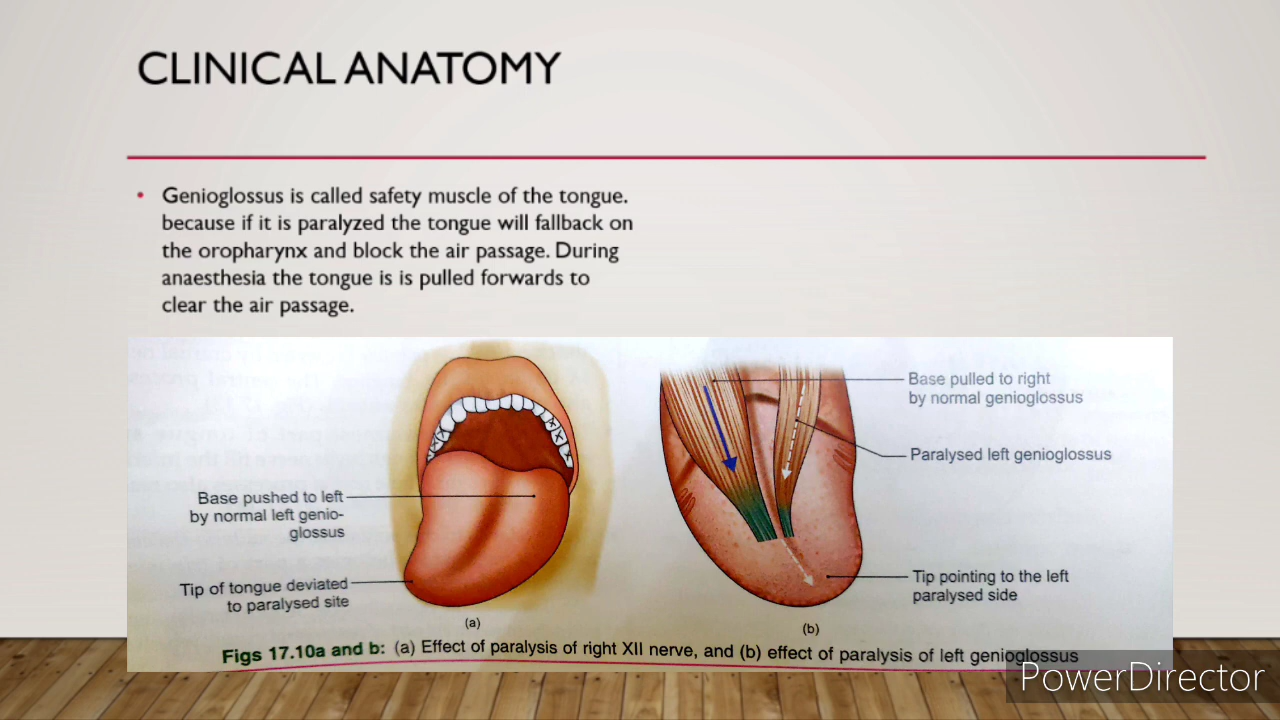 CLINICAL ANATOMY
• Genioglossus is called safety muscle of the tongue.
because if it is paralyzed the tongue will fallback on
the oropharynx and block the air passage. During
anaesthesia the tongue is is pulled forwards to
clear the air passage.
Base pushed to left
by normal left genio-
glossus
Tip of tongue deviated
to paralysed site
(a)
Base pulled to right
by normal genioglossus
Paralysed left genioglossus
Tip pointing to the left
paralysed side
(b)
Figs 17.10a and b: (a) Effect of paralysis of right XII nerve, and (b) effect of paralysis of left genioglossus
PowerDirector